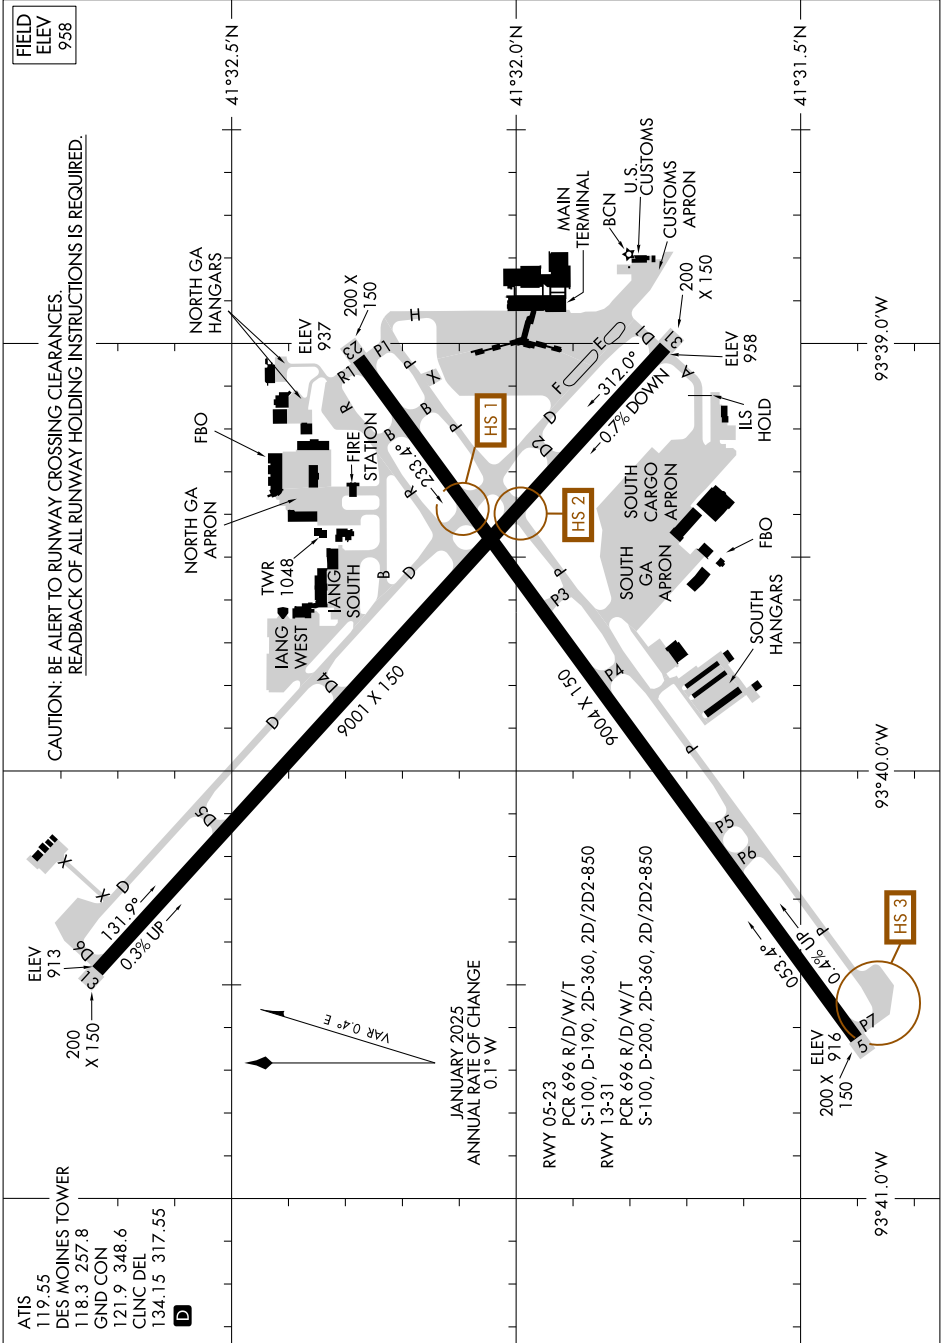 ATIS
119.55
DES MOINES TOWER
118.3 257.8
GND CON
121.9 348.6
CLNC DEL
134.15 317.55
D
CAUTION: BE ALERT TO RUNWAY CROSSING CLEARANCES.
READBACK OF ALL RUNWAY HOLDING INSTRUCTIONS IS REQUIRED.
FIELD
ELEV
958
ELEV
913
200
X 150
13
D6
131.9°
0.3% UP
D
X
X
D5
D
D4
9001 X 150
IANG
WEST
IANG
SOUTH
TWR
1048
NORTH GA
APRON
FBO
FIRE
STATION
NORTH GA
HANGARS
ELEV
937
200 X
150
23
R1
P1
R
B
R
233.4°
B
D
B
P
X
P
H
41°32.5'N
41°32.0'N
41°31.5'N
HS 1
HS 2
MAIN
TERMINAL
BCN
U.S.
CUSTOMS
CUSTOMS
APRON
200
X 150
31
D1
E
F
312.0°
0.7% DOWN
D
D2
A
ELEV
958
ILS
HOLD
SOUTH
CARGO
APRON
SOUTH
GA
APRON
FBO
SOUTH
HANGARS
P
P3
P4
9004 X 150
P
P5
P6
P
053.4°
0.4% UP
P7
5
ELEV
916
200 X
150
HS 3
VAR 0.4° E
JANUARY 2025
ANNUAL RATE OF CHANGE
0.1° W
RWY 05-23
PCR 696 R/D/W/T
S-100, D-190, 2D-360, 2D/2D2-850
RWY 13-31
PCR 696 R/D/W/T
S-100, D-200, 2D-360, 2D/2D2-850
93°41.0'W
93°40.0'W
93°39.0'W